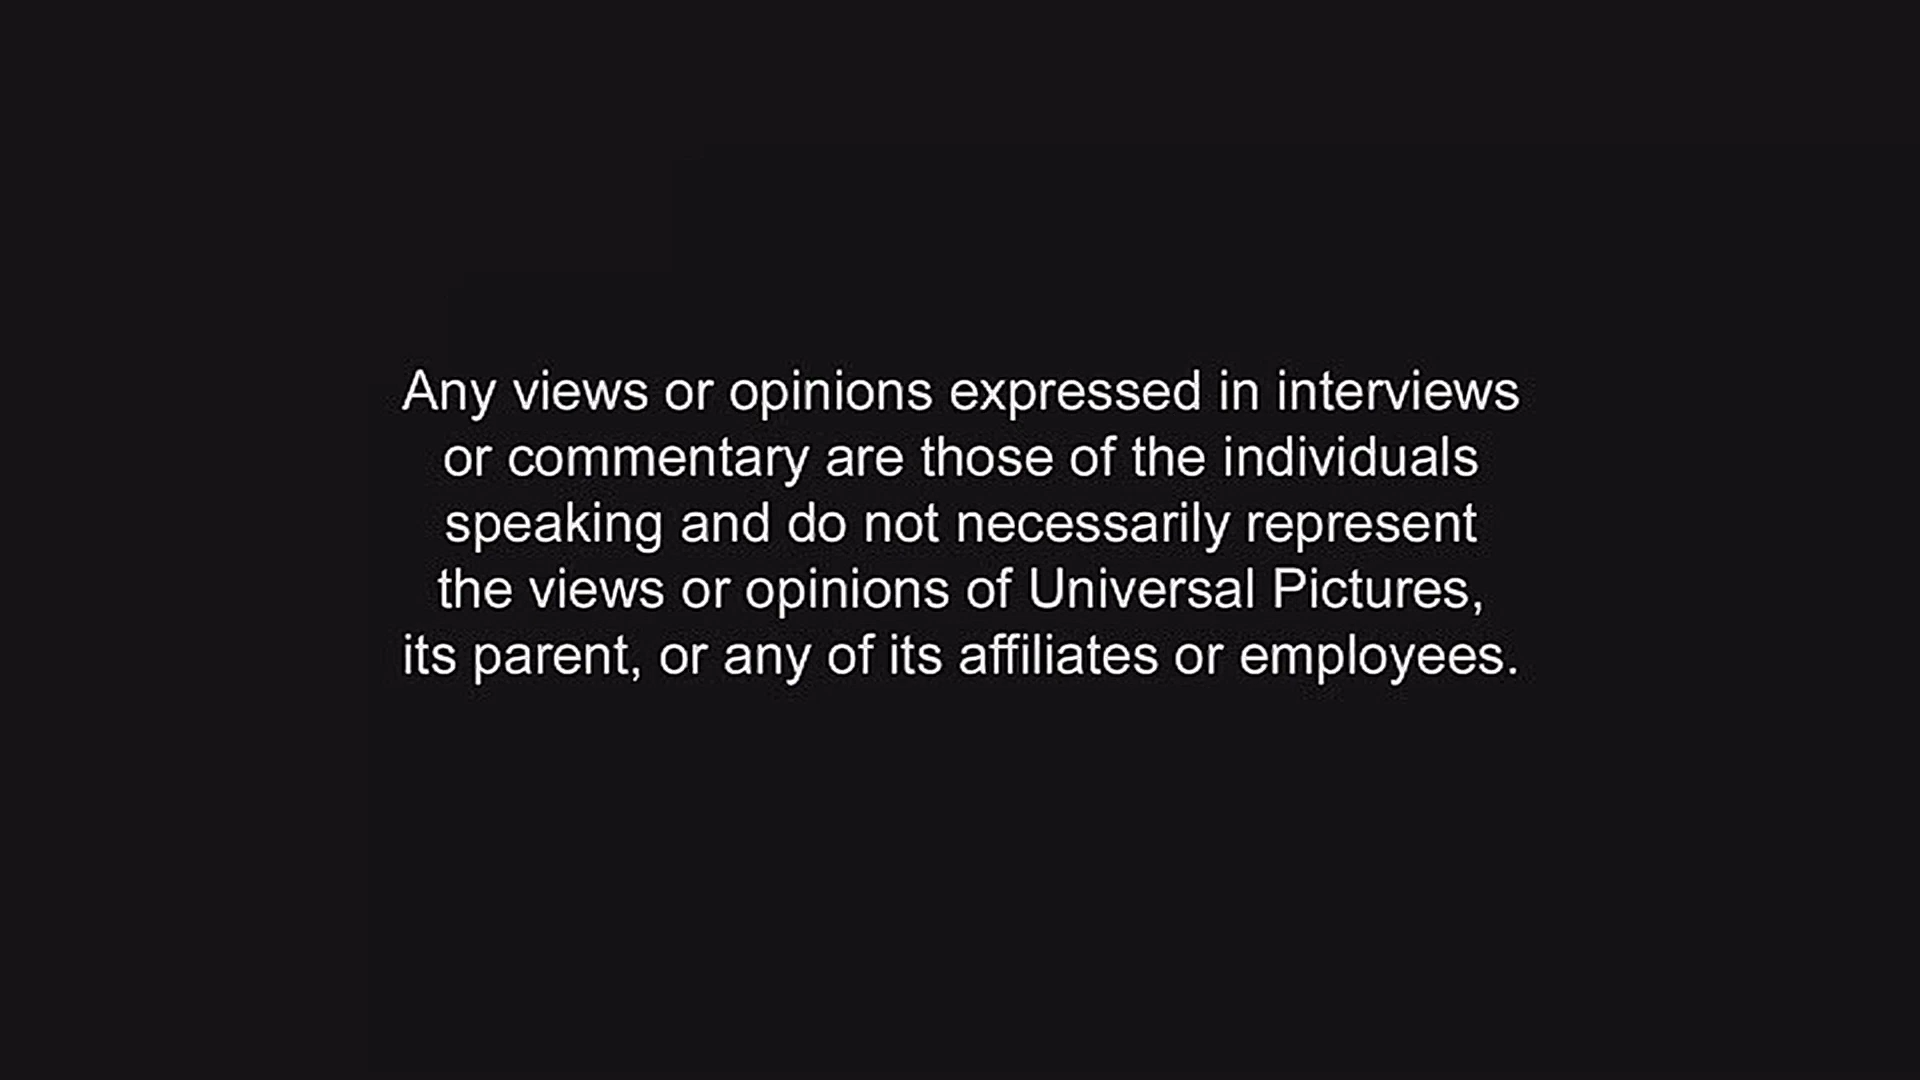 Any views or opinions expressed in interviews
or commentary are those of the individuals
speaking and do not necessarily represent
the views or opinions of Universal Pictures,
its parent, or any of its affiliates or employees.